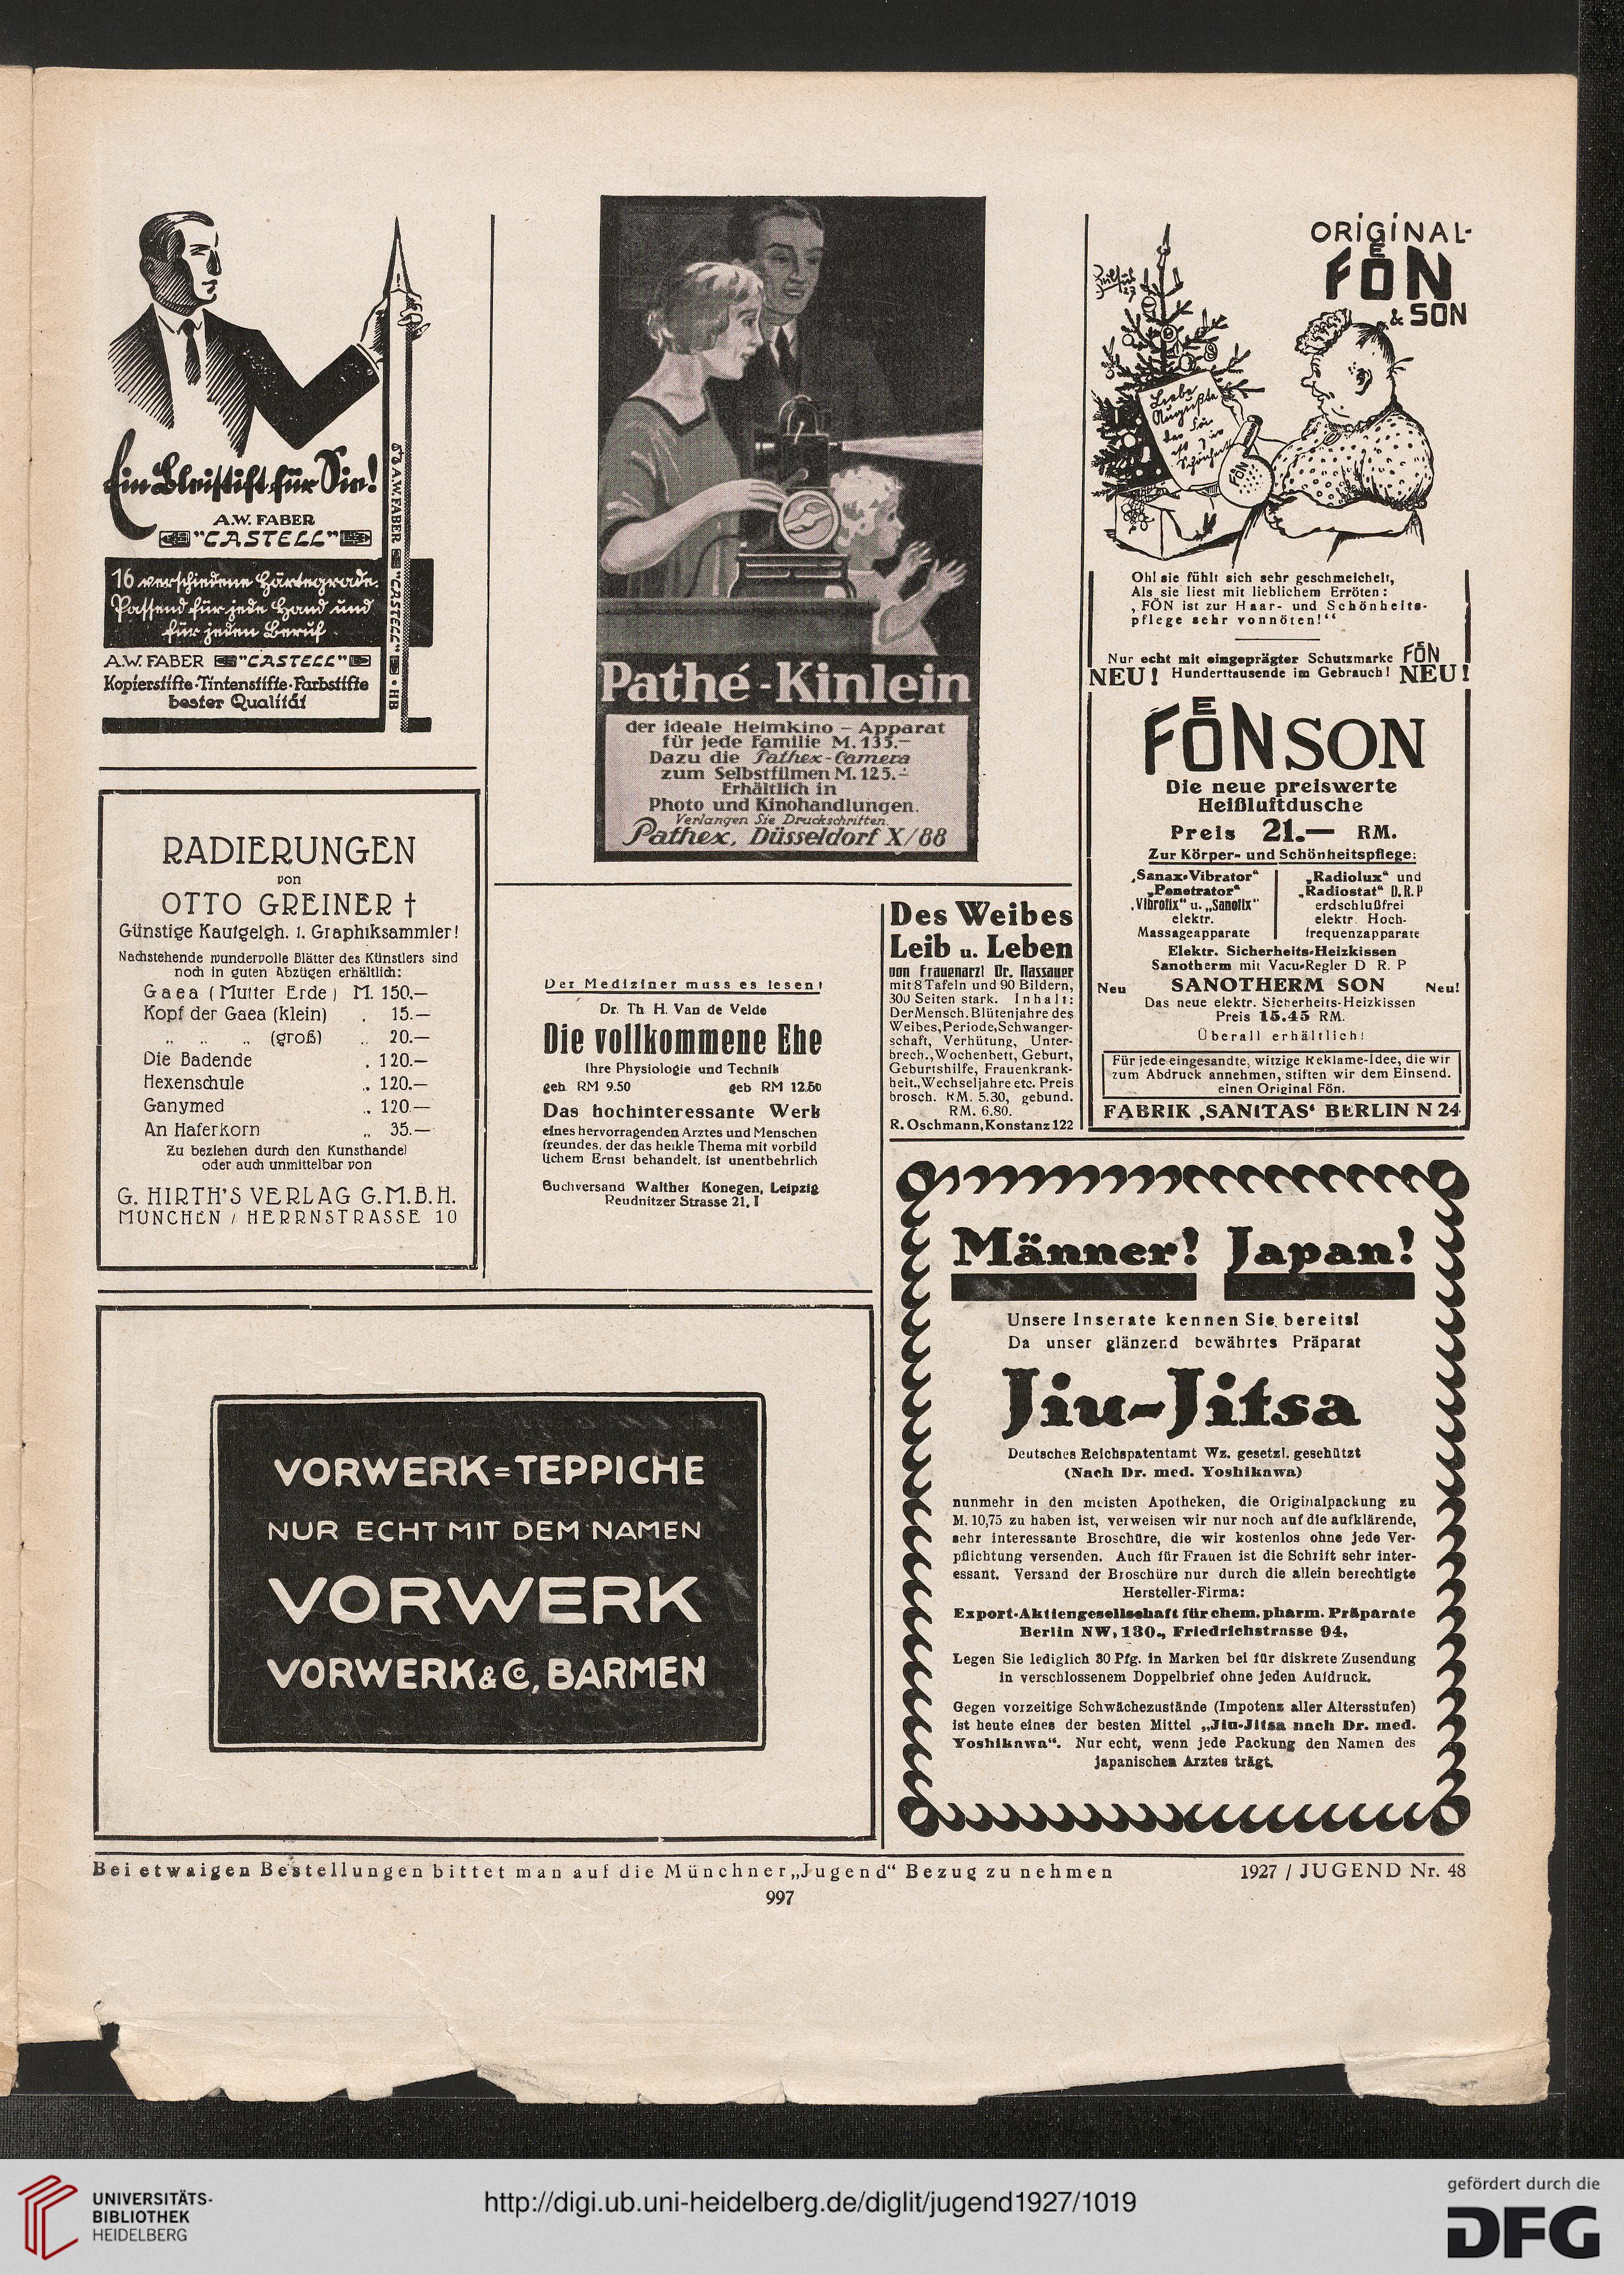 Ein Bleistift für Sie!
A.W. FABER
"CASTELL"
16 verschiedene Härtegrade.
Passend für jede Hand und
für jeden Beruf.
A.W. FABER "CASTELL"
Kopierstifte·Tintenstifte·Farbstifte
bester Qualität
A.W. FABER "CASTELL" • HB
RADIERUNGEN
von
OTTO GREINER †
Günstige Kaufgelgh. f. Graphiksammler!
Nachstehende wundervolle Blätter des Künstlers sind
noch in guten Abzügen erhältlich:
Gaea (Mutter Erde) M. 150.—
Kopf der Gaea (klein) „ 15.—
„ „ „ (groß) „ 20.—
Die Badende „ 120.—
Hexenschule „ 120.—
Ganymed „ 120.—
An Haferkorn „ 35.—
Zu beziehen durch den Kunsthandel
oder auch unmittelbar von
G. HIRTH'S VERLAG G.M.B.H.
MÜNCHEN / HERRNSTRASSE 10
Pathé-Kinlein
der ideale Heimkino – Apparat
für jede Familie M. 135.–
Dazu die Pathex-Camera
zum Selbstfilmen M. 125.–
Erhältlich in
Photo und Kinohandlungen.
Verlangen Sie Druckschriften.
Pathex, Düsseldorf X/88
Der Mediziner muss es lesen!
Dr. Th. H. Van de Velde
Die vollkommene Ehe
Ihre Physiologie und Technik
geh. RM 9.50 geb. RM 12.50
Das hochinteressante Werk
eines hervorragenden Arztes und Menschen
freundes, der das heikle Thema mit vorbild
lichem Ernst behandelt, ist unentbehrlich
Buchversand Walther Konegen, Leipzig
Reudnitzer Strasse 21, I
Des Weibes
Leib u. Leben
von Frauenarzt Dr. Nassauer
mit 8 Tafeln und 90 Bildern,
300 Seiten stark. Inhalt:
Der Mensch. Blütenjahre des
Weibes, Periode, Schwanger-
schaft, Verhütung, Unter-
brech., Wochenbett, Geburt,
Geburtshilfe, Frauenkrank-
heit., Wechseljahre etc. Preis
brosch. RM. 5.30, gebund.
RM. 6.80.
R. Oschmann, Konstanz 122
ORIGINAL-
FÖN
E
& SON
Liebe
Auguste
der Fön
ist Die
Schönheit
FÖN
Oh! sie fühlt sich sehr geschmeichelt,
Als sie liest mit lieblichem Erröten:
„FÖN ist zur Haar- und Schönheits-
pflege sehr vonnöten!“
Nur echt mit eingeprägter Schutzmarke FÖN
NEU! Hunderttausende im Gebrauch! NEU!
E
FÖNSON
Die neue preiswerte
Heißluftdusche
Preis 21.— RM.
Zur Körper- und Schönheitspflege:
„Sanax-Vibrator“
„Penetrator“
„Vibrofix“ u. „Sanofix“
elektr.
Massageapparate
„Radiolux“ und
„Radiostat“ D.R.P
erdschlußfrei
elektr. Hoch-
frequenzapparate
Elektr. Sicherheits-Heizkissen
Sanotherm mit Vacu-Regler D. R. P
Neu SANOTHERM SON Neu!
Das neue elektr. Sicherheits-Heizkissen
Preis 15.45 RM.
Überall erhältlich!
Für jede eingesandte, witzige Reklame-Idee, die wir
zum Abdruck annehmen, stiften wir dem Einsend.
einen Original Fön.
FABRIK ‚SANITAS‘ BERLIN N 24
Männer! Japan!
Unsere Inserate kennen Sie bereits!
Da unser glänzend bewährtes Präparat
Jiu-Jitsa
Deutsches Reichspatentamt Wz. gesetzl. geschützt
(Nach Dr. med. Yoshikawa)
nunmehr in den meisten Apotheken, die Originalpackung zu
M. 10,75 zu haben ist, verweisen wir nur noch auf die aufklärende,
sehr interessante Broschüre, die wir kostenlos ohne jede Ver-
pflichtung versenden. Auch für Frauen ist die Schrift sehr inter-
essant. Versand der Broschüre nur durch die allein berechtigte
Hersteller-Firma:
Export-Aktiengesellschaft für chem. pharm. Präparate
Berlin NW, 130., Friedrichstrasse 94,
Legen Sie lediglich 30 Pfg. in Marken bei für diskrete Zusendung
in verschlossenem Doppelbrief ohne jeden Aufdruck.
Gegen vorzeitige Schwächezustände (Impotenz aller Altersstufen)
ist heute eines der besten Mittel „Jiu-Jitsa nach Dr. med.
Yoshikawa“. Nur echt, wenn jede Packung den Namen des
japanischen Arztes trägt.
VORWERK=TEPPICHE
NUR ECHT MIT DEM NAMEN
VORWERK
VORWERK & Co, BARMEN
Bei etwaigen Bestellungen bittet man auf die Münchner „Jugend“ Bezug zu nehmen
1927 / JUGEND Nr. 48
997
UNIVERSITÄTS-
BIBLIOTHEK
HEIDELBERG
http://digi.ub.uni-heidelberg.de/diglit/jugend1927/1019
gefördert durch die
DFG